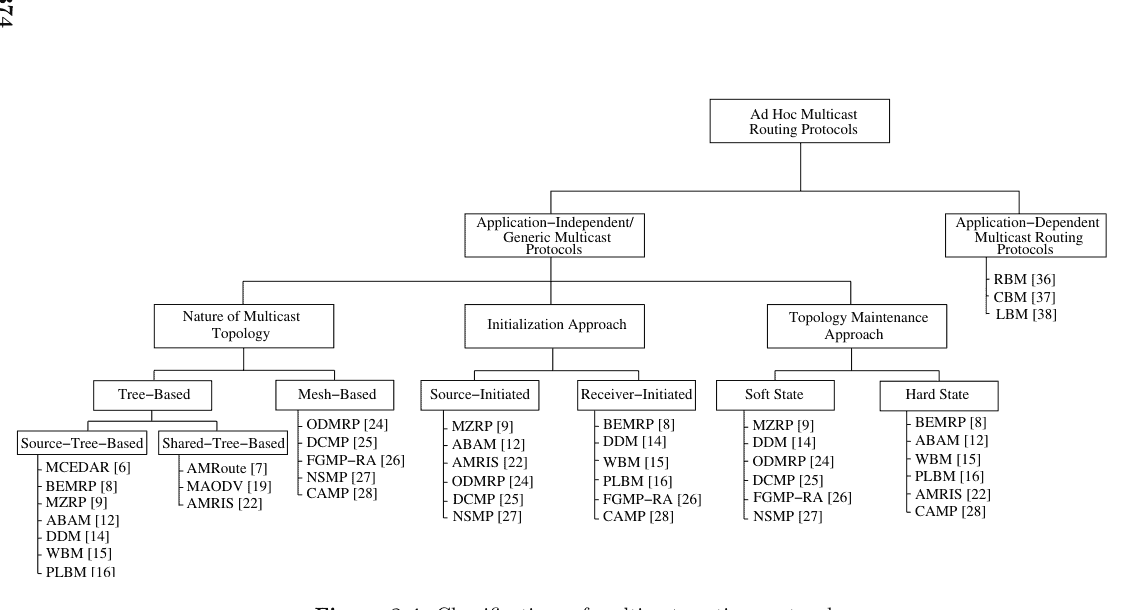 Ad Hoc Multicast
Routing Protocols
Application−Independent/
Generic Multicast
Protocols
Application−Dependent
Multicast Routing
Protocols
RBM [36]
CBM [37]
LBM [38]
Nature of Multicast
Topology
Initialization Approach
Topology Maintenance
Approach
Tree−Based
Mesh−Based
Source−Initiated
Receiver−Initiated
Soft State
Hard State
Source−Tree−Based
Shared−Tree−Based
MCEDAR [6]
BEMRP [8]
MZRP [9]
ABAM [12]
DDM [14]
WBM [15]
PLBM [16]
AMRoute [7]
MAODV [19]
AMRIS [22]
ODMRP [24]
DCMP [25]
FGMP−RA [26]
NSMP [27]
CAMP [28]
MZRP [9]
ABAM [12]
AMRIS [22]
ODMRP [24]
DCMP [25]
NSMP [27]
BEMRP [8]
DDM [14]
WBM [15]
PLBM [16]
FGMP−RA [26]
CAMP [28]
MZRP [9]
DDM [14]
ODMRP [24]
DCMP [25]
FGMP−RA [26]
NSMP [27]
BEMRP [8]
ABAM [12]
WBM [15]
PLBM [16]
AMRIS [22]
CAMP [28]